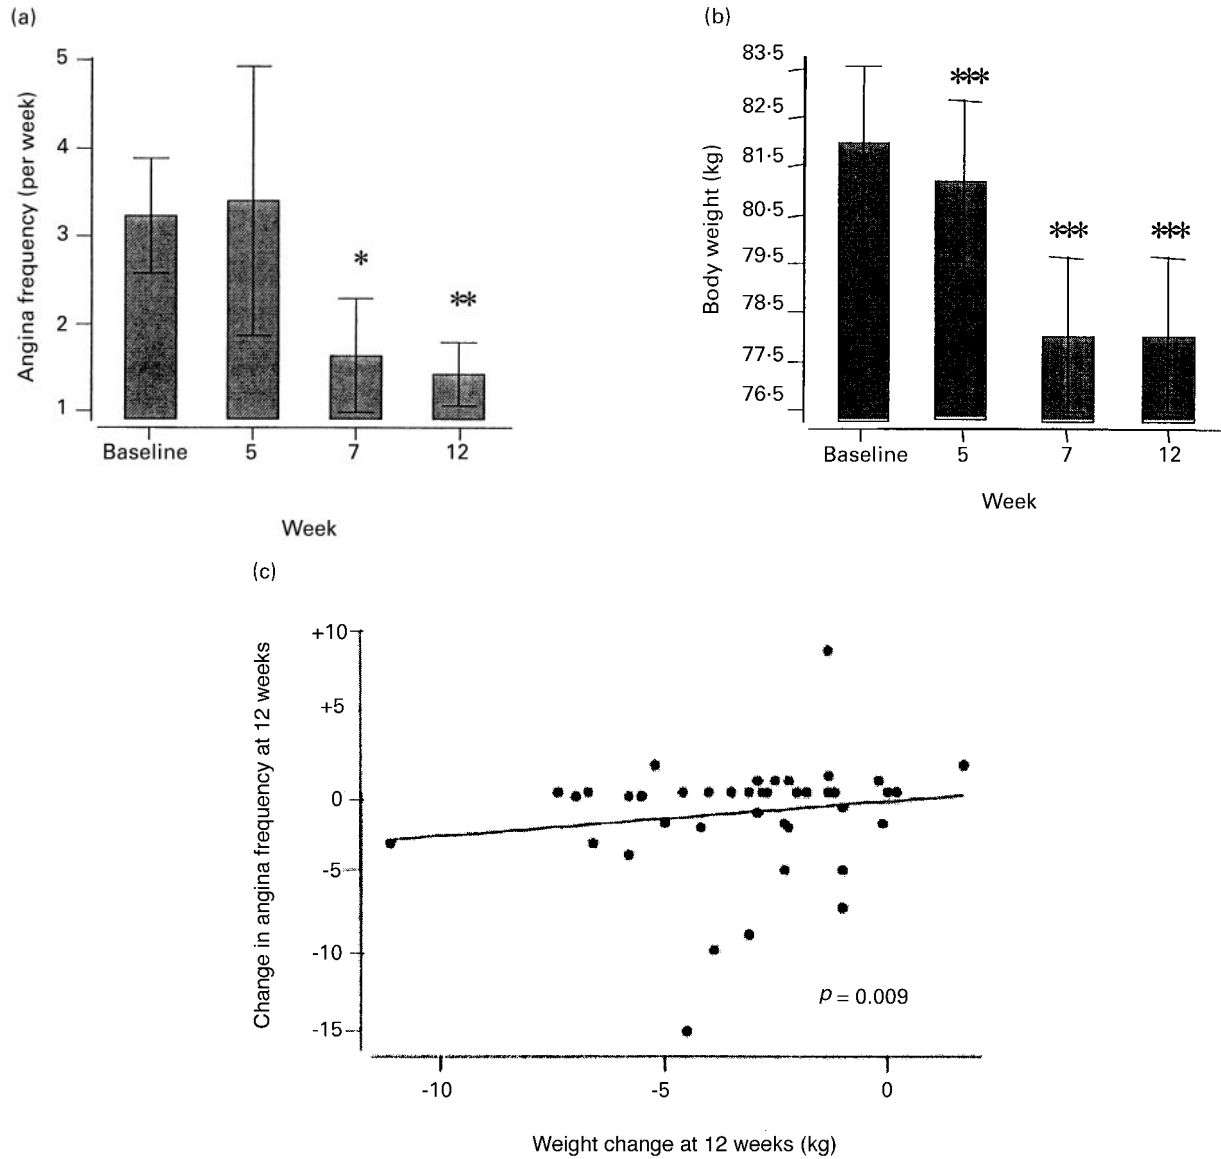 (a)
Angina frequency (per week)
5
4
3
2
1
*
**
Baseline 5 7 12
Week
(b)
Body weight (kg)
83·5
82·5
81·5
80·5
79·5
78·5
77·5
76·5
***
***
***
Baseline 5 7 12
Week
(c)
Change in angina frequency at 12 weeks
+10
+5
0
-5
-10
-15
p = 0.009
-10 -5 0
Weight change at 12 weeks (kg)